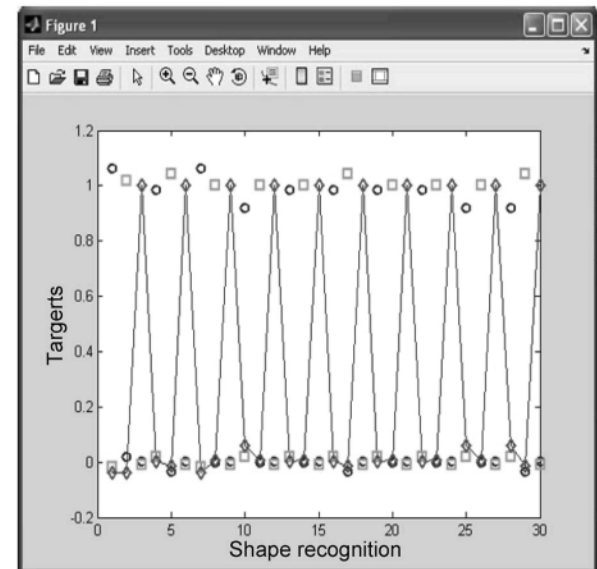 Figure 1
File Edit View Insert Tools Desktop Window Help
1.2
1
0.8
0.6
0.4
0.2
0
-0.2
Targerts
0 5 10 15 20 25 30
Shape recognition